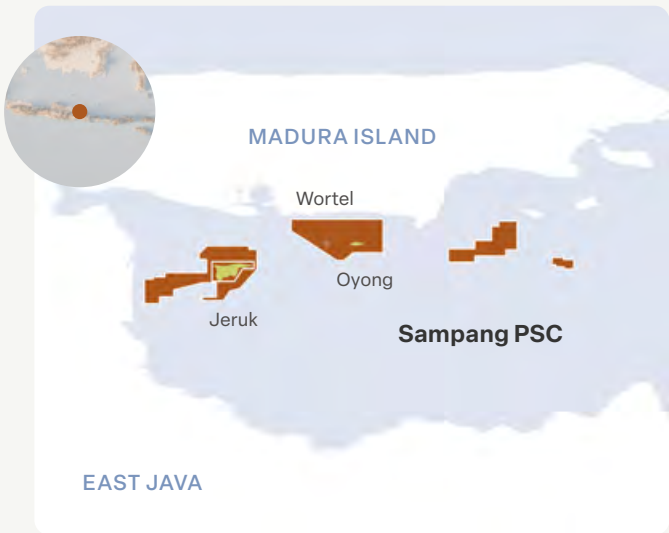 MADURA ISLAND
Wortel
Oyong
Jeruk
Sampang PSC
EAST JAVA